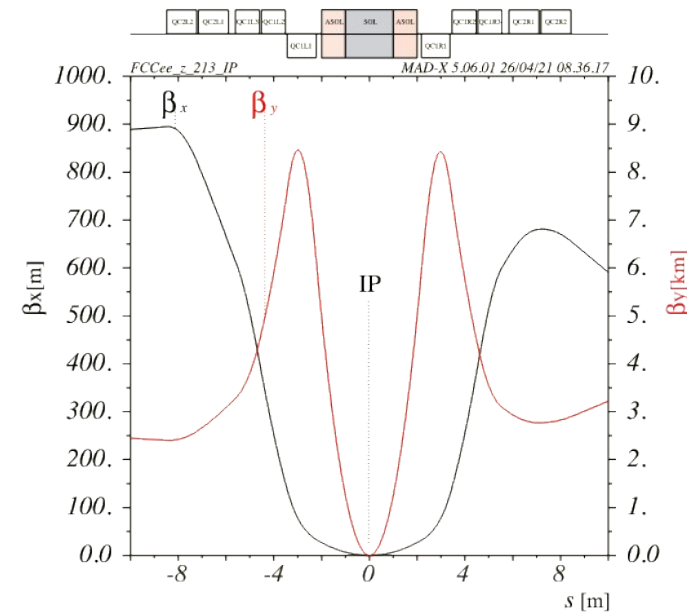 QC2L2 QC2L1 QC1L3 QC1L2 ASOL SOL ASOL QC1R2 QC1R3 QC2R1 QC2R2
QC1L1 QC1R1
FCCee_z_213_IP MAD-X 5.06.01 26/04/21 08.36.17
1000. 10.
βx βy
900. 9.
800. 8.
700. 7.
600. 6.
IP
βx[m] βy[km]
500. 5.
400. 4.
300. 3.
200. 2.
100. 1.
0.0 0.0
-8 -4 0 4 8
s [m]